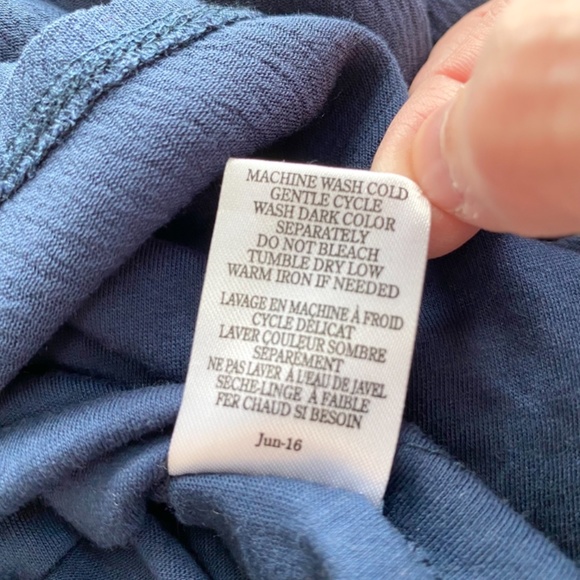 MACHINE WASH COLD
GENTLE CYCLE
WASH DARK COLOR
SEPARATELY
DO NOT BLEACH
TUMBLE DRY LOW
WARM IRON IF NEEDED
LAVAGE EN MACHINE À FROID
CYCLE DÉLICAT
LAVER COULEUR SOMBRE
SÉPARÉMENT
NE PAS LAVER À L'EAU DE JAVEL
SÈCHE-LINGE À FAIBLE
FER CHAUD SI BESOIN
Jun-16